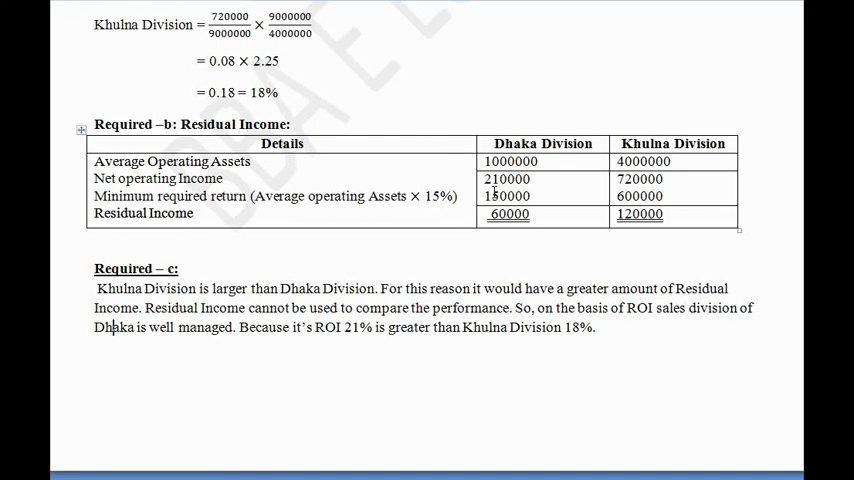 Khulna Division = 720000/9000000 × 9000000/4000000
= 0.08 × 2.25
= 0.18 = 18%
Required –b: Residual Income:
Details Dhaka Division Khulna Division
Average Operating Assets 1000000 4000000
Net operating Income 210000 720000
Minimum required return (Average operating Assets × 15%) 150000 600000
Residual Income 60000 120000
Required – c:
Khulna Division is larger than Dhaka Division. For this reason it would have a greater amount of Residual
Income. Residual Income cannot be used to compare the performance. So, on the basis of ROI sales division of
Dhaka is well managed. Because it's ROI 21% is greater than Khulna Division 18%.